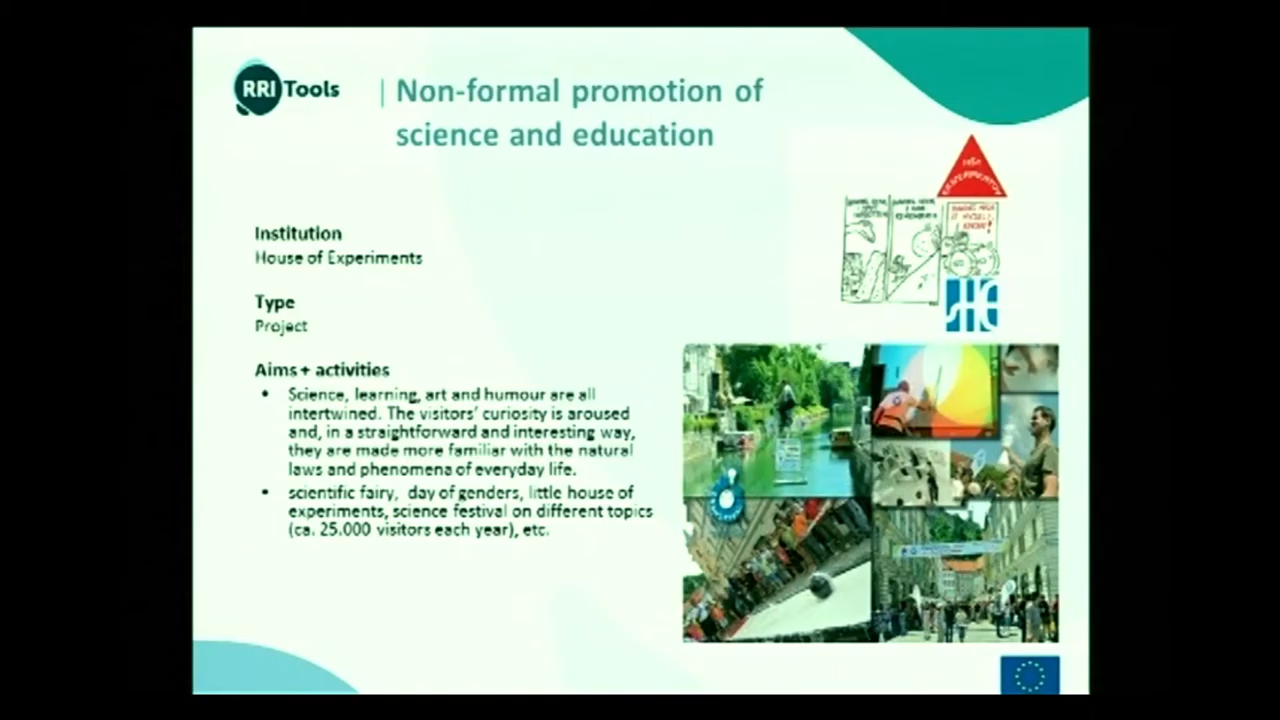 RRI Tools
Non-formal promotion of
science and education
Institution
House of Experiments
Type
Project
Aims + activities
• Science, learning, art and humour are all
intertwined. The visitors' curiosity is aroused
and, in a straightforward and interesting way,
they are made more familiar with the natural
laws and phenomena of everyday life.
• scientific fairy, day of genders, little house of
experiments, science festival on different topics
(ca. 25.000 visitors each year), etc.